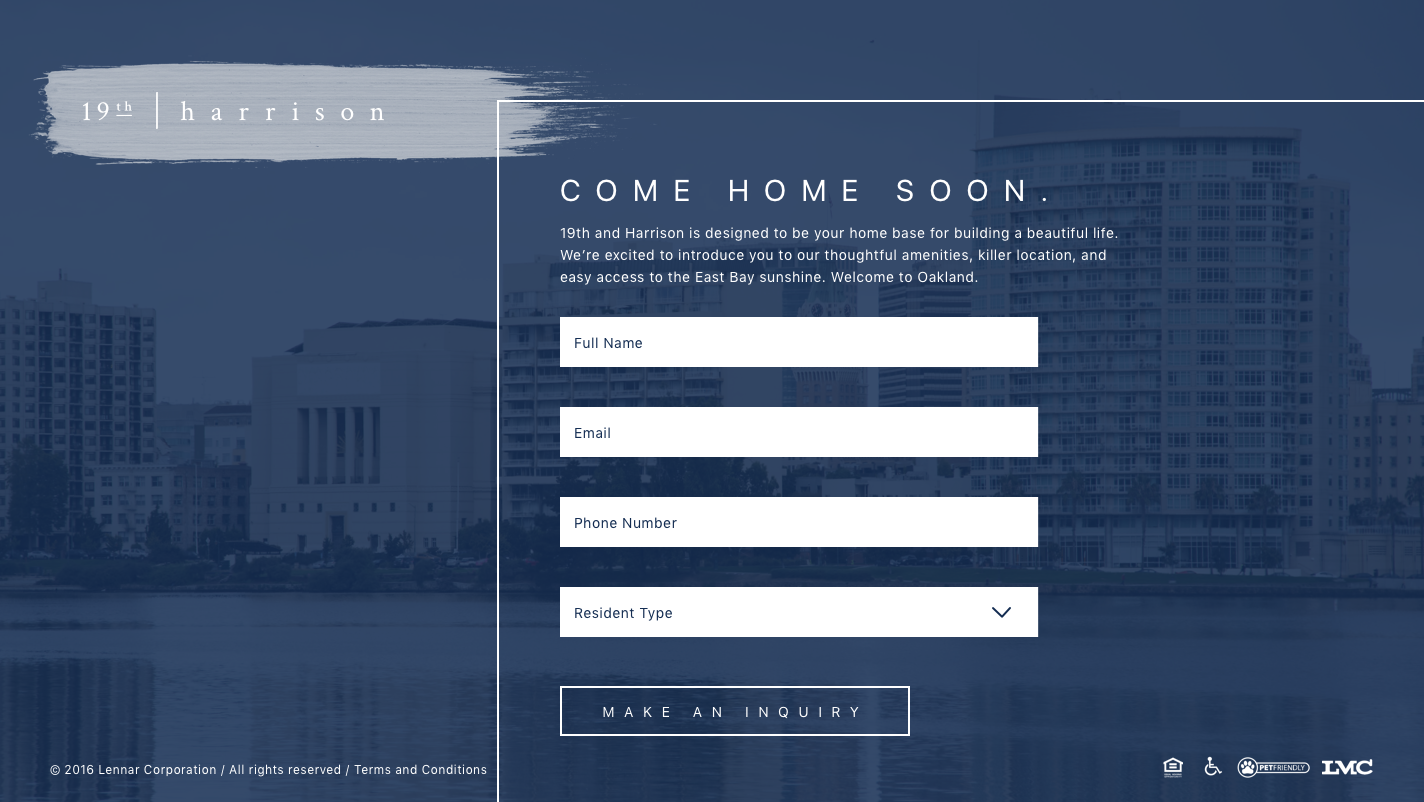 19th | harrison
COME HOME SOON.
19th and Harrison is designed to be your home base for building a beautiful life.
We're excited to introduce you to our thoughtful amenities, killer location, and
easy access to the East Bay sunshine. Welcome to Oakland.
Full Name
Email
Phone Number
Resident Type
MAKE AN INQUIRY
© 2016 Lennar Corporation / All rights reserved / Terms and Conditions
PETFRIENDLY
LMC